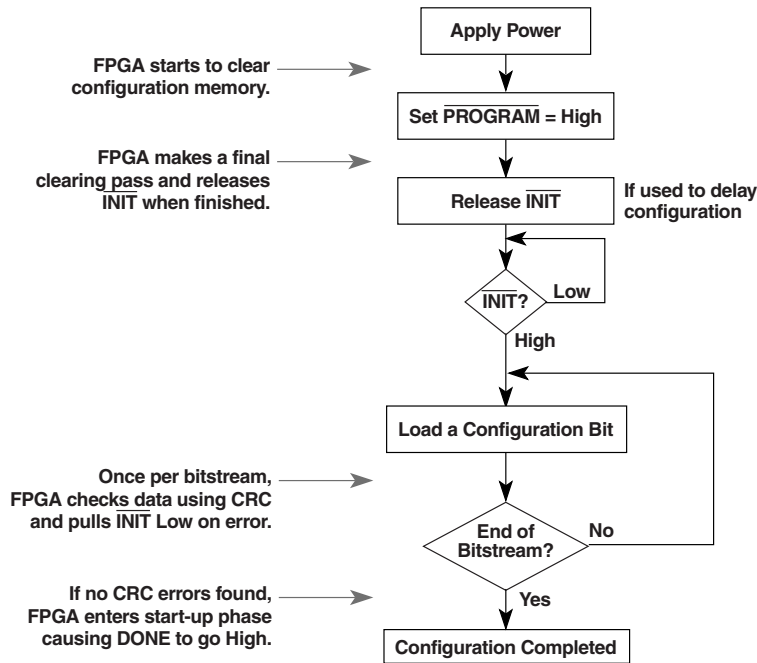 Apply Power
FPGA starts to clear
configuration memory.
Set PROGRAM = High
FPGA makes a final
clearing pass and releases
INIT when finished.
Release INIT
If used to delay
configuration
INIT?
Low
High
Load a Configuration Bit
Once per bitstream,
FPGA checks data using CRC
and pulls INIT Low on error.
End of
Bitstream?
No
Yes
If no CRC errors found,
FPGA enters start-up phase
causing DONE to go High.
Configuration Completed